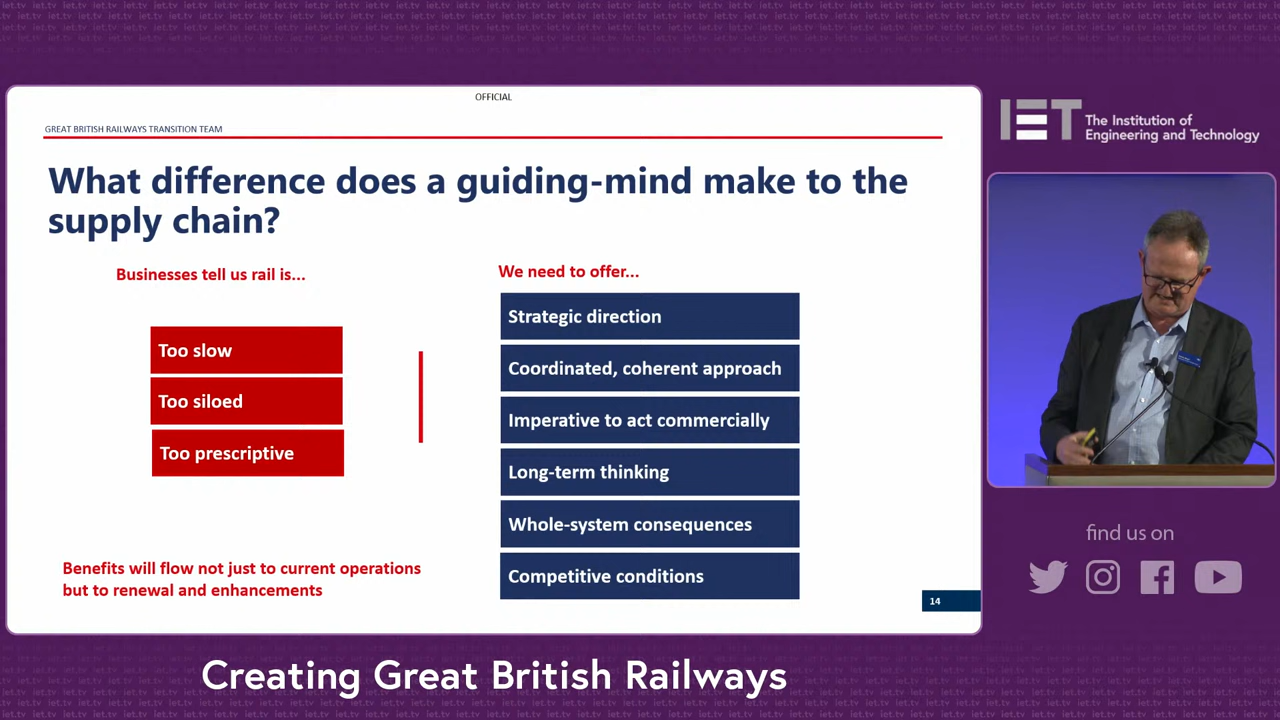 OFFICIAL
GREAT BRITISH RAILWAYS TRANSITION TEAM
What difference does a guiding-mind make to the
supply chain?
Businesses tell us rail is...
Too slow
Too siloed
Too prescriptive
Benefits will flow not just to current operations
but to renewal and enhancements
We need to offer...
Strategic direction
Coordinated, coherent approach
Imperative to act commercially
Long-term thinking
Whole-system consequences
Competitive conditions
14
IET
The Institution of
Engineering and Technology
find us on
Creating Great British Railways
iet.tv